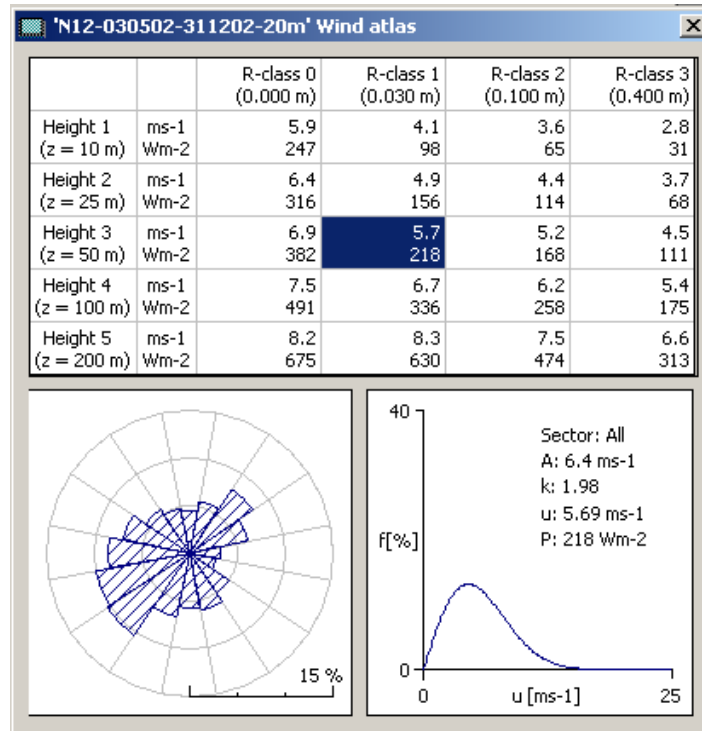 'N12-030502-311202-20m' Wind atlas
R-class 0 R-class 1 R-class 2 R-class 3
(0.000 m) (0.030 m) (0.100 m) (0.400 m)
Height 1 ms-1 5.9 4.1 3.6 2.8
(z = 10 m) Wm-2 247 98 65 31
Height 2 ms-1 6.4 4.9 4.4 3.7
(z = 25 m) Wm-2 316 156 114 68
Height 3 ms-1 6.9 5.7 5.2 4.5
(z = 50 m) Wm-2 382 218 168 111
Height 4 ms-1 7.5 6.7 6.2 5.4
(z = 100 m) Wm-2 491 336 258 175
Height 5 ms-1 8.2 8.3 7.5 6.6
(z = 200 m) Wm-2 675 630 474 313
15 %
40
Sector: All
A: 6.4 ms-1
k: 1.98
u: 5.69 ms-1
P: 218 Wm-2
f[%]
0
0 u [ms-1] 25